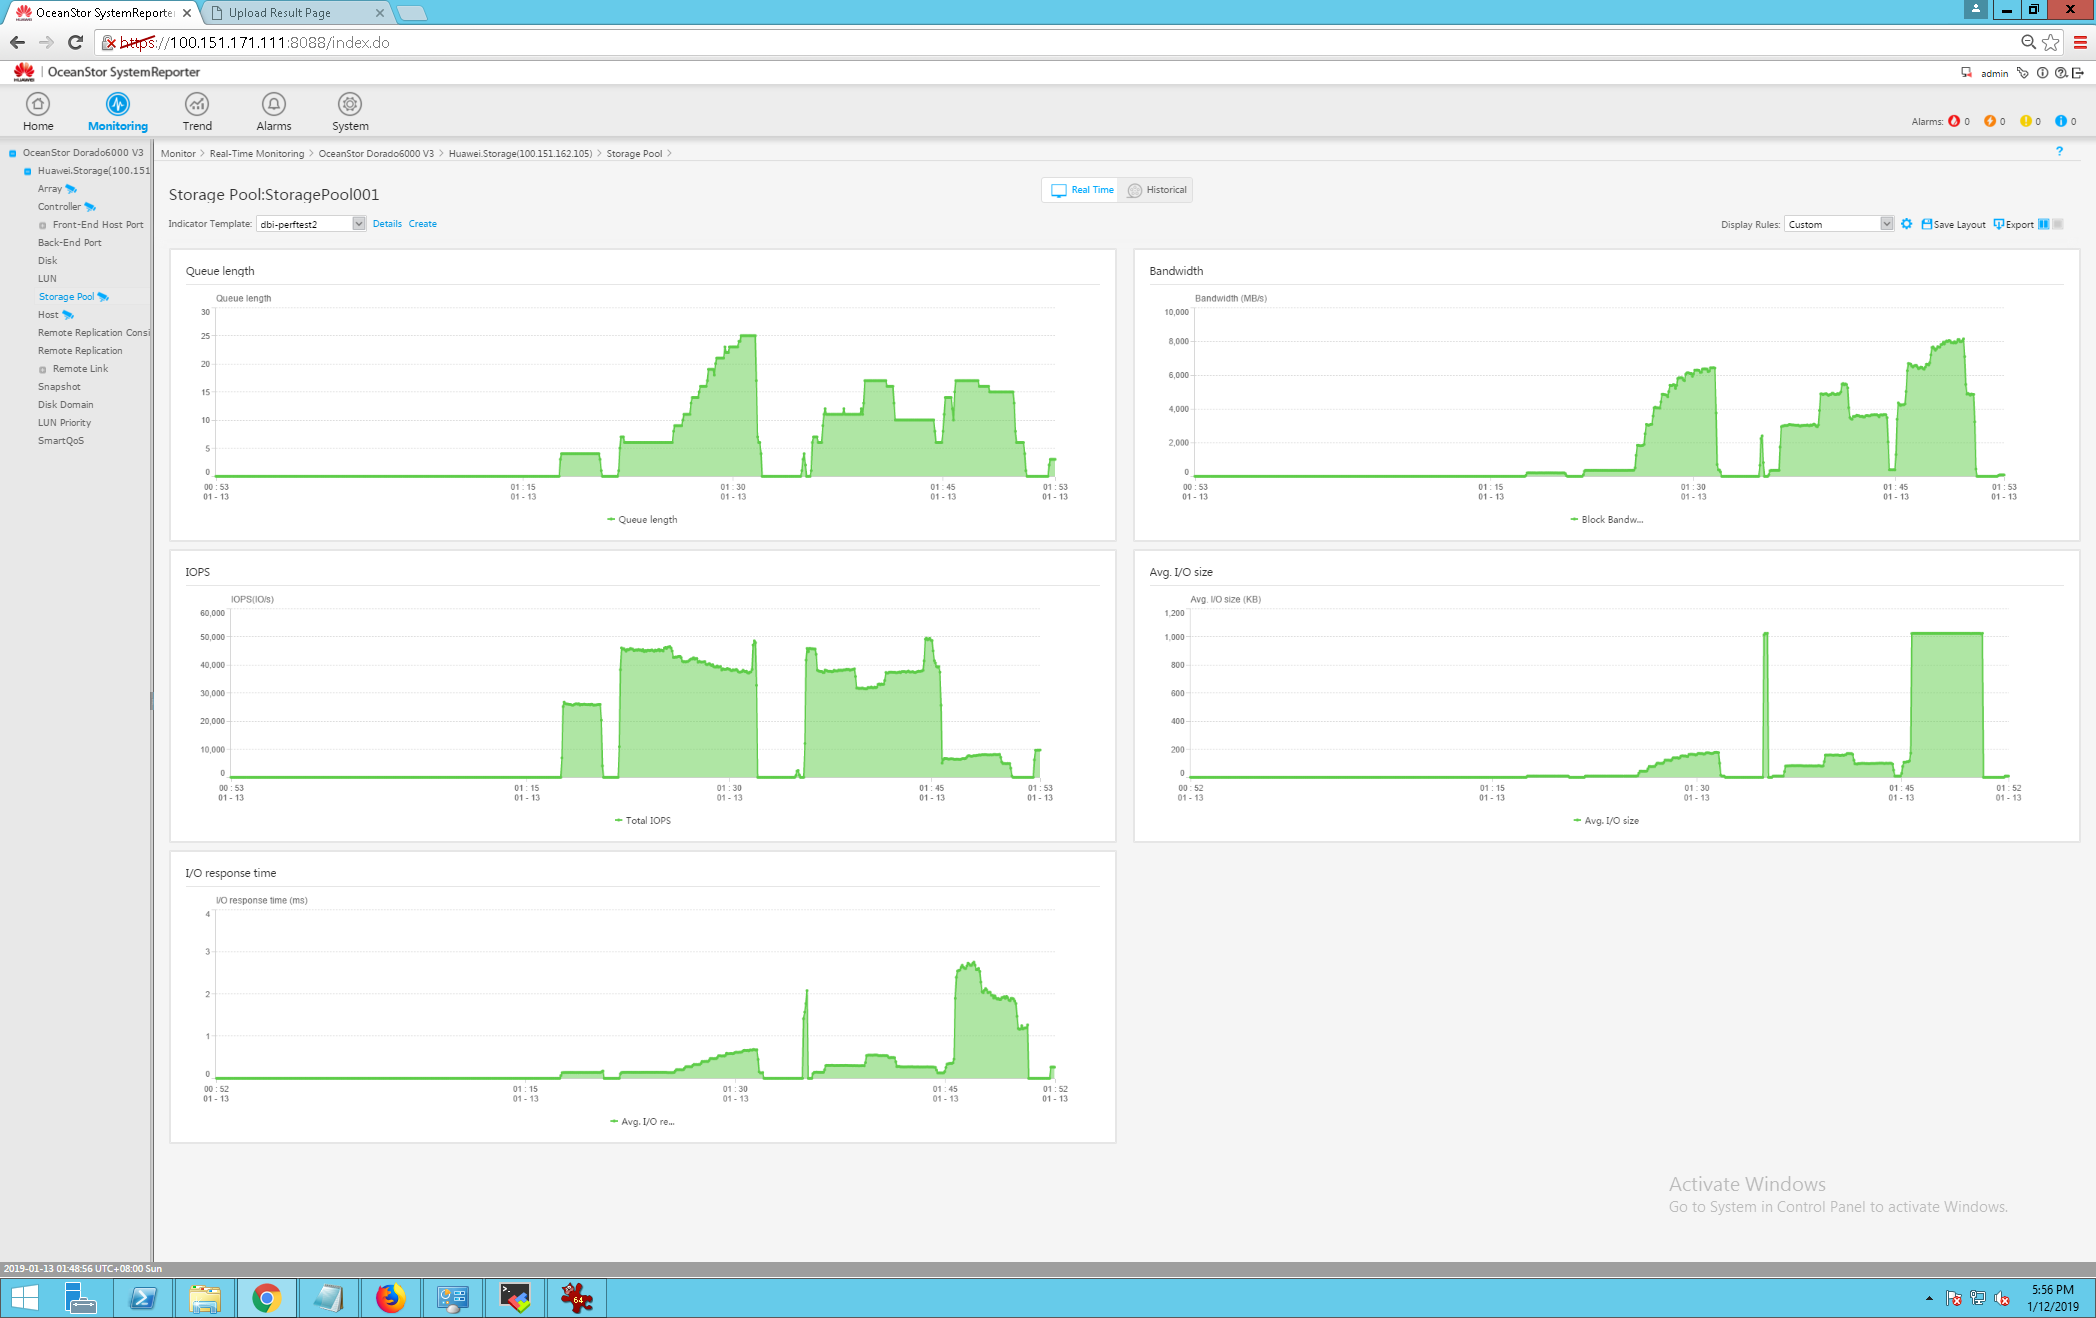 OceanStor SystemReporte
Upload Result Page
https://100.151.171.111:8088/index.do
HUAWEI
OceanStor SystemReporter
admin
Home
Monitoring
Trend
Alarms
System
Alarms: 0 0 0 0
OceanStor Dorado6000 V3
Huawei.Storage(100.151
Array
Controller
Front-End Host Port
Back-End Port
Disk
LUN
Storage Pool
Host
Remote Replication Consi
Remote Replication
Remote Link
Snapshot
Disk Domain
LUN Priority
SmartQoS
Monitor > Real-Time Monitoring > OceanStor Dorado6000 V3 > Huawei.Storage(100.151.162.105) > Storage Pool >
?
Storage Pool:StoragePool001
Real Time
Historical
Indicator Template: dbi-perftest2 Details Create
Display Rules: Custom Save Layout Export
Queue length
Queue length
30
25
20
15
10
5
0
00 : 53 01 : 15 01 : 30 01 : 45 01 : 53
01 - 13 01 - 13 01 - 13 01 - 13 01 - 13
Queue length
Bandwidth
Bandwidth (MB/s)
10,000
8,000
6,000
4,000
2,000
0
00 : 53 01 : 15 01 : 30 01 : 45 01 : 53
01 - 13 01 - 13 01 - 13 01 - 13 01 - 13
Block Bandw...
IOPS
IOPS(IO/s)
60,000
50,000
40,000
30,000
20,000
10,000
0
00 : 53 01 : 15 01 : 30 01 : 45 01 : 53
01 - 13 01 - 13 01 - 13 01 - 13 01 - 13
Total IOPS
Avg. I/O size
Avg. I/O size (KB)
1,200
1,000
800
600
400
200
0
00 : 52 01 : 15 01 : 30 01 : 45 01 : 52
01 - 13 01 - 13 01 - 13 01 - 13 01 - 13
Avg. I/O size
I/O response time
I/O response time (ms)
4
3
2
1
0
00 : 52 01 : 15 01 : 30 01 : 45 01 : 52
01 - 13 01 - 13 01 - 13 01 - 13 01 - 13
Avg. I/O re...
Activate Windows
Go to System in Control Panel to activate Windows.
2019-01-13 01:48:56 UTC+08:00 Sun
64
5:56 PM
1/12/2019